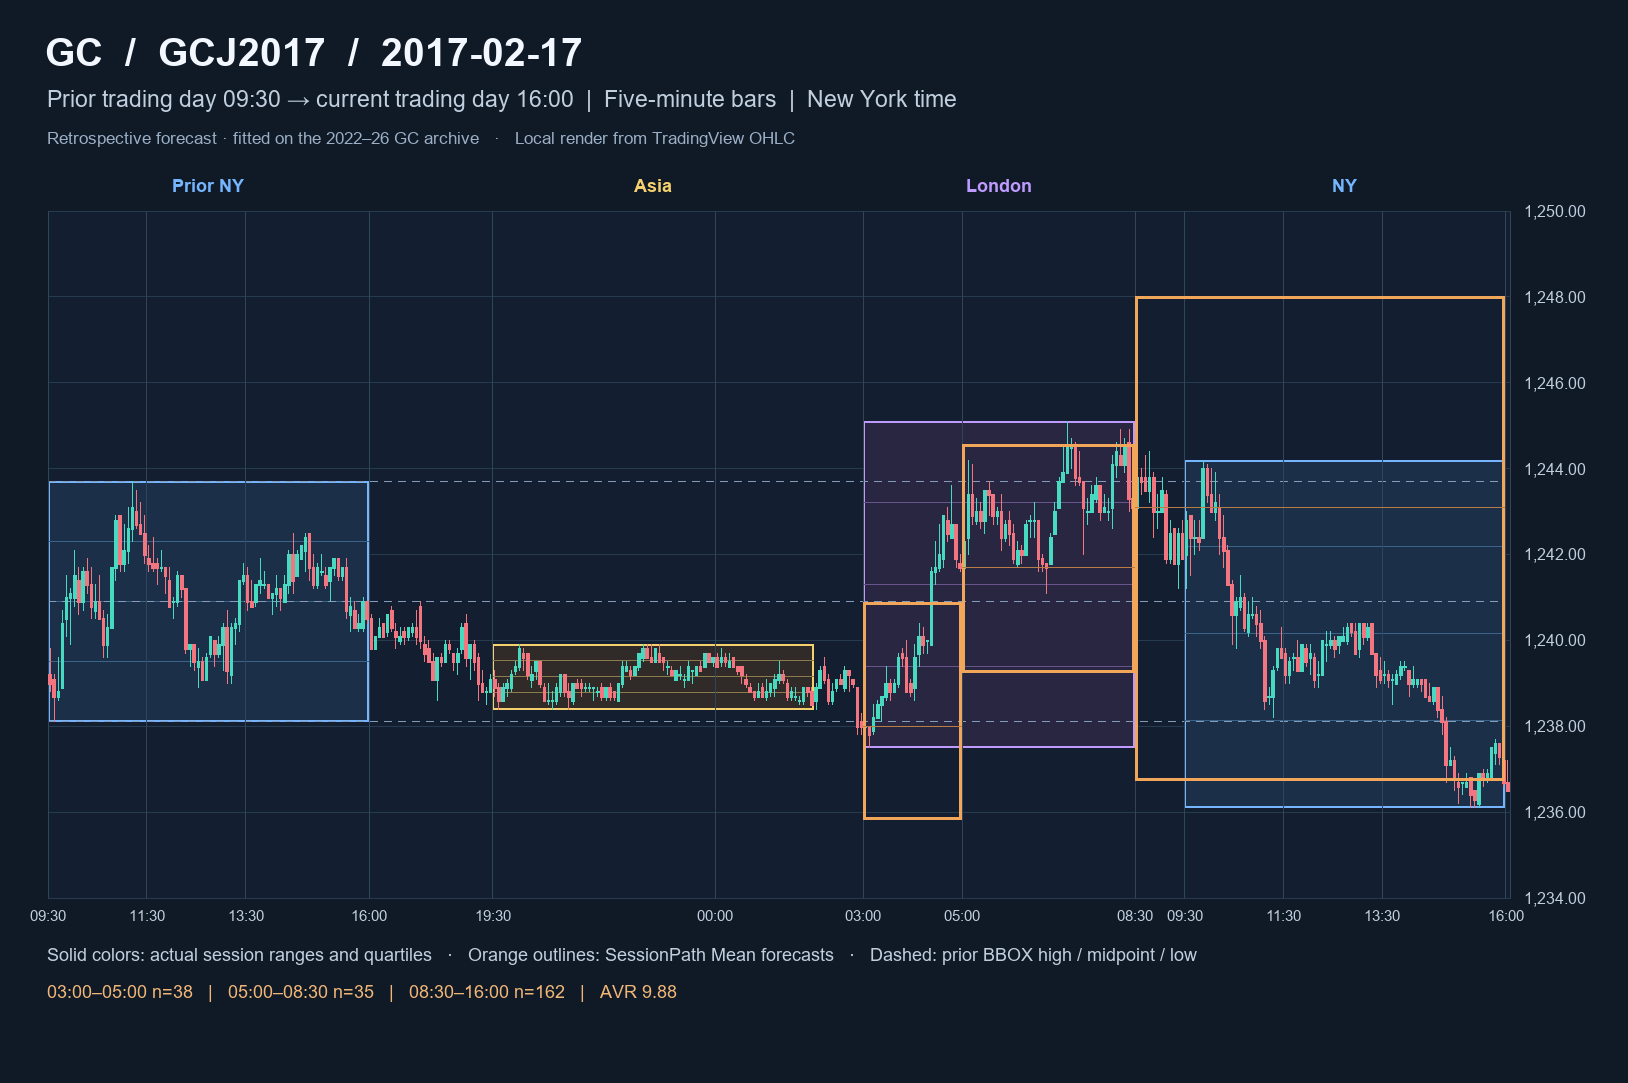 GC / GCJ2017 / 2017-02-17
Prior trading day 09:30 → current trading day 16:00 | Five-minute bars | New York time
Retrospective forecast · fitted on the 2022–26 GC archive · Local render from TradingView OHLC
Prior NY Asia London NY
1,250.00
1,248.00
1,246.00
1,244.00
1,242.00
1,240.00
1,238.00
1,236.00
1,234.00
09:30 11:30 13:30 16:00 19:30 00:00 03:00 05:00 08:30 09:30 11:30 13:30 16:00
Solid colors: actual session ranges and quartiles · Orange outlines: SessionPath Mean forecasts · Dashed: prior BBOX high / midpoint / low
03:00–05:00 n=38 | 05:00–08:30 n=35 | 08:30–16:00 n=162 | AVR 9.88